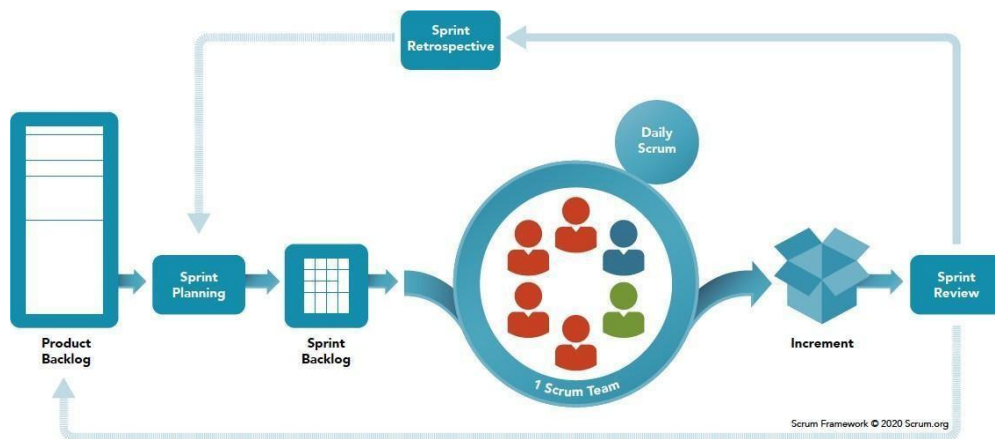 Sprint
Retrospective
Daily
Scrum
Sprint
Planning
Sprint
Review
Product
Backlog
Sprint
Backlog
1 Scrum Team
Increment
Scrum Framework © 2020 Scrum.org